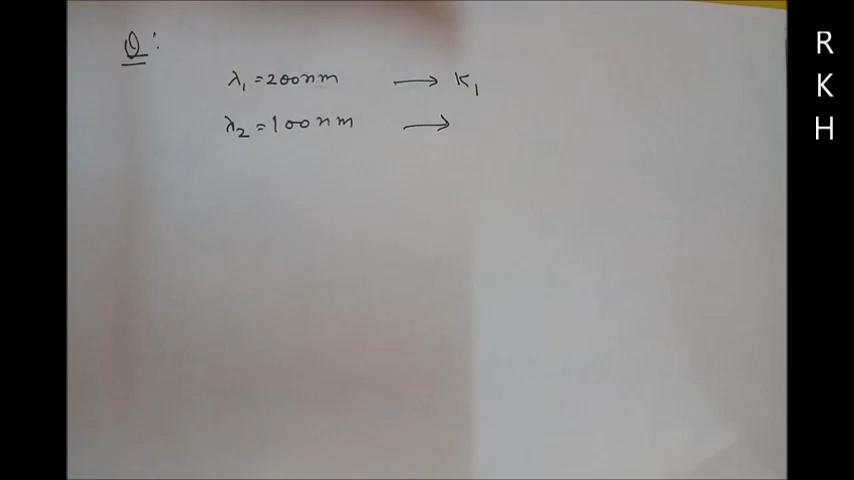 Q:
λ₁ = 200nm ⟶ K₁
λ₂ = 100nm ⟶
R
K
H